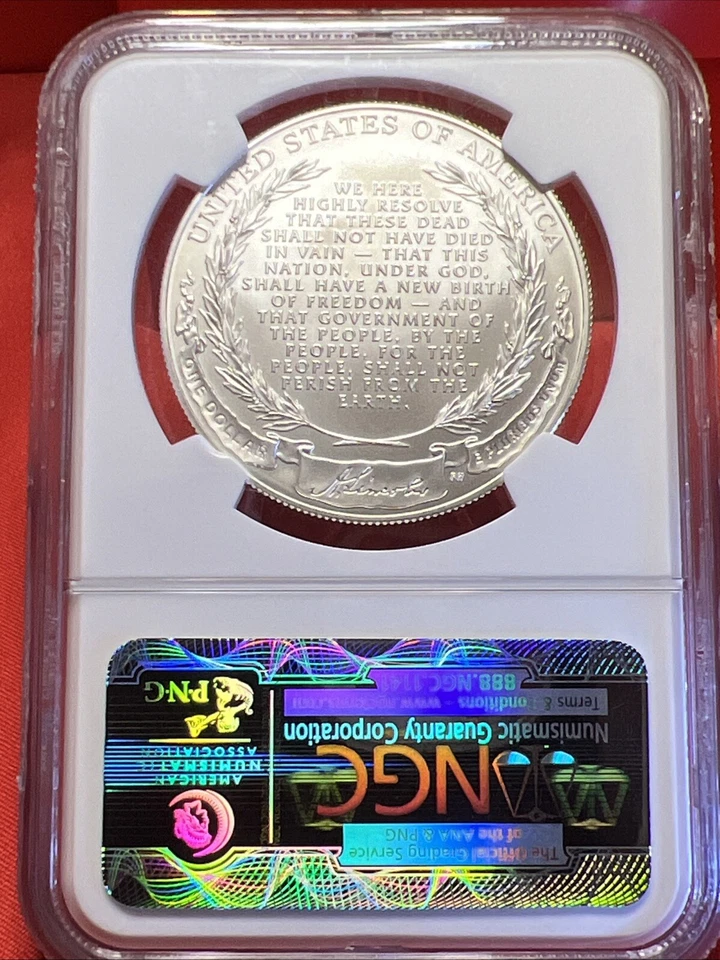 UNITED STATES OF AMERICA
WE HERE
HIGHLY RESOLVE
THAT THESE DEAD
SHALL NOT HAVE DIED
IN VAIN — THAT THIS
NATION, UNDER GOD,
SHALL HAVE A NEW BIRTH
OF FREEDOM — AND
THAT GOVERNMENT OF
THE PEOPLE, BY THE
PEOPLE, FOR THE
PEOPLE, SHALL NOT
PERISH FROM THE
EARTH.
ONE DOLLAR
E PLURIBUS UNUM
A. Lincoln
The Official Grading Service
of the ANA & PNG
NGC
Numismatic Guaranty Corporation
Terms & Conditions - www.
888.NGC.114
AMERICAN
NUMISMATIC
ASSOCIATION
PNG